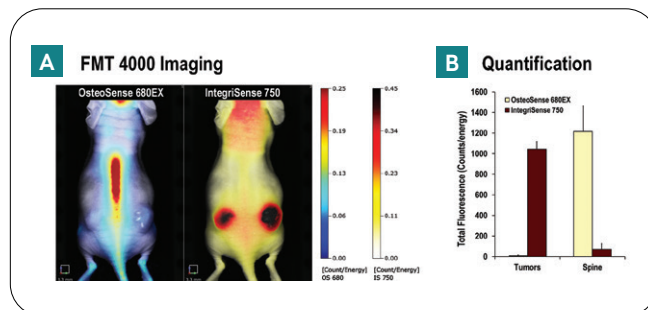 A FMT 4000 Imaging
OsteoSense 680EX
IntegriSense 750
0.25
0.19
0.13
0.06
0.00
[Count/Energy]
OS 680
0.45
0.34
0.23
0.11
0.00
[Count/Energy]
IS 750
B Quantification
Total Fluorescence (Counts/energy)
1600
1400
1200
1000
800
600
400
200
0
OsteoSense 680EX
IntegriSense 750
Tumors Spine